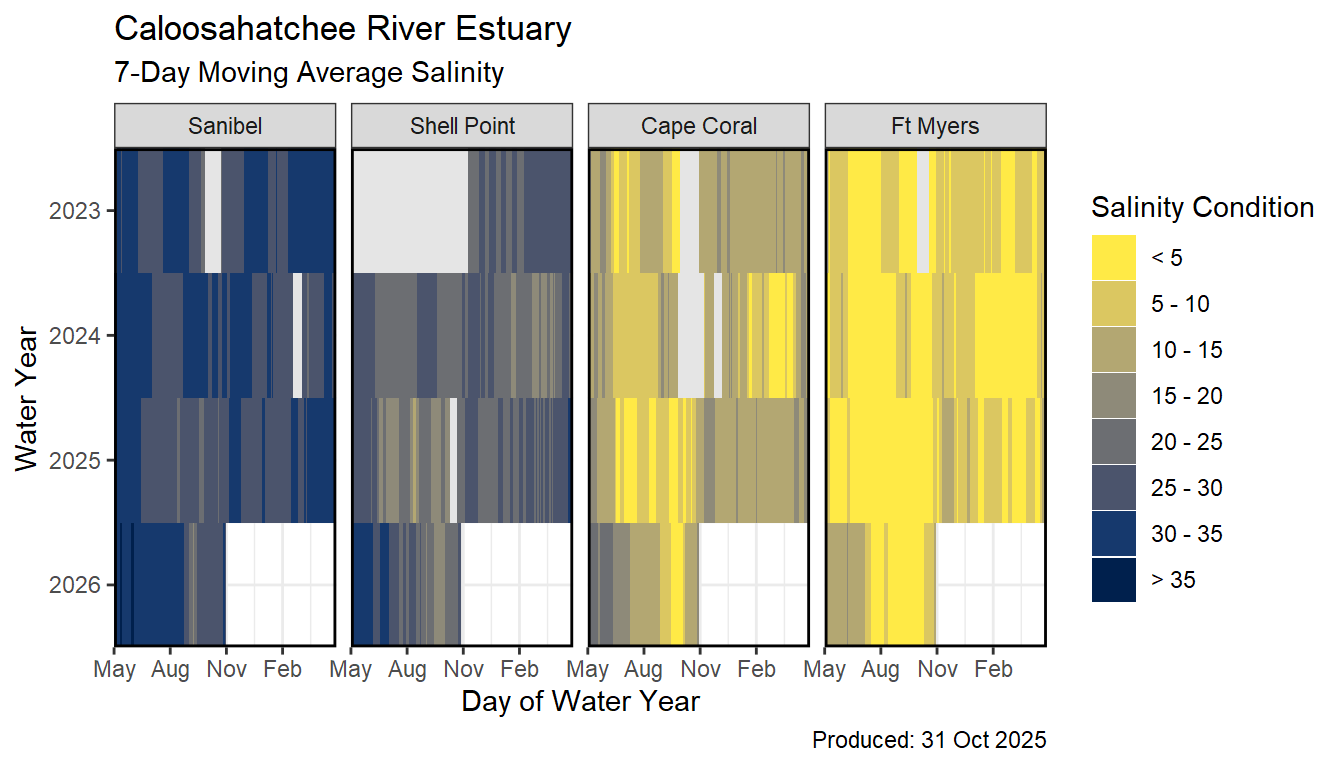 Caloosahatchee River Estuary
7-Day Moving Average Salinity
Sanibel Shell Point Cape Coral Ft Myers
Water Year
2023
2024
2025
2026
May Aug Nov Feb May Aug Nov Feb May Aug Nov Feb May Aug Nov Feb
Day of Water Year
Salinity Condition
< 5
5 - 10
10 - 15
15 - 20
20 - 25
25 - 30
30 - 35
> 35
Produced: 31 Oct 2025